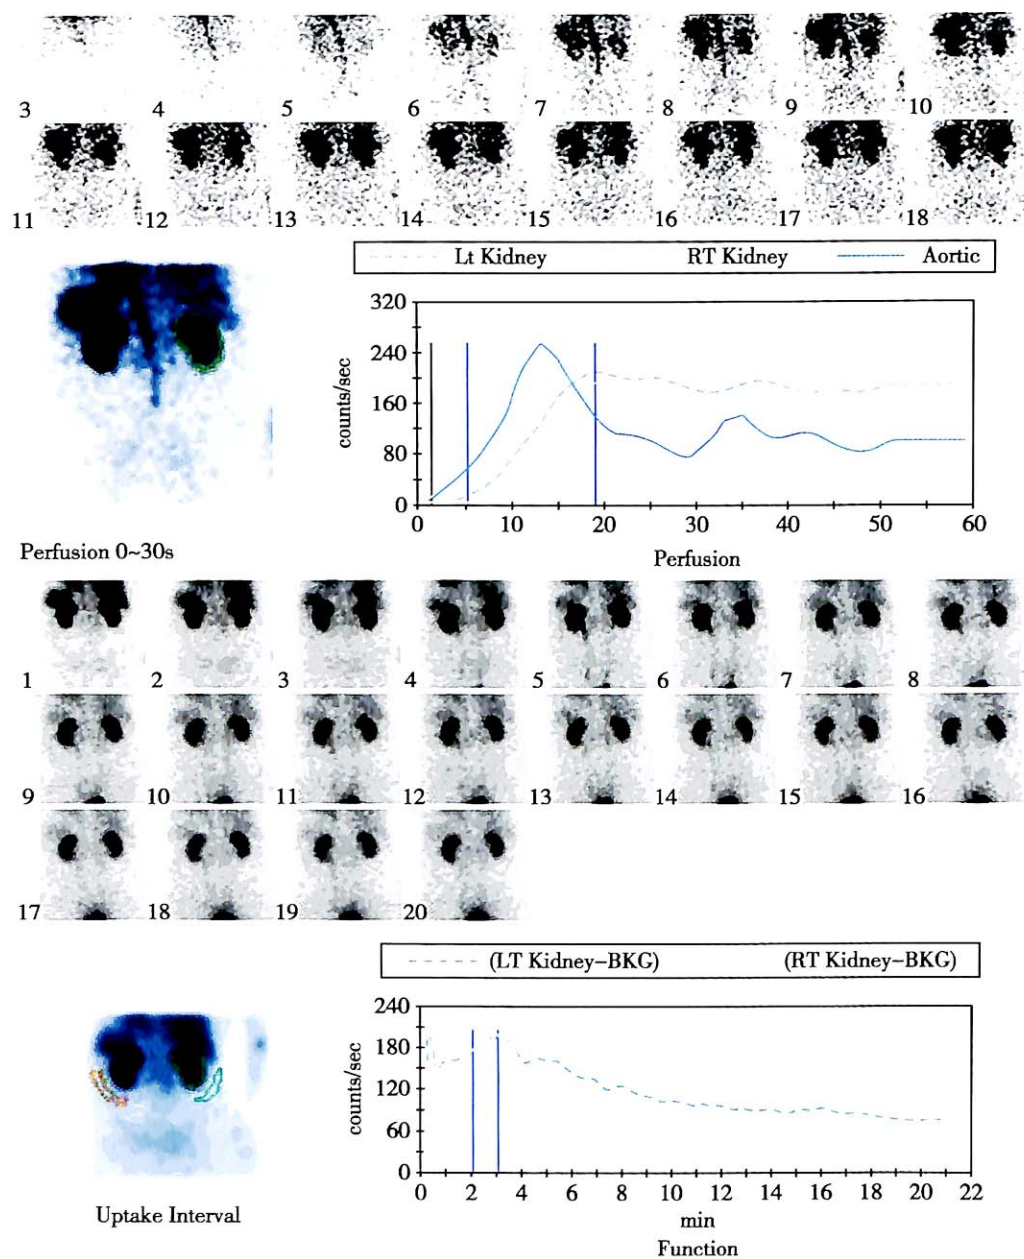 3 4 5 6 7 8 9 10
11 12 13 14 15 16 17 18
Lt Kidney RT Kidney Aortic
320
240
160
80
0
counts/sec
0 10 20 30 40 50 60
Perfusion
Perfusion 0~30s
1 2 3 4 5 6 7 8
9 10 11 12 13 14 15 16
17 18 19 20
(LT Kidney–BKG) (RT Kidney–BKG)
240
180
120
60
0
counts/sec
0 2 4 6 8 10 12 14 16 18 20 22
min
Function
Uptake Interval